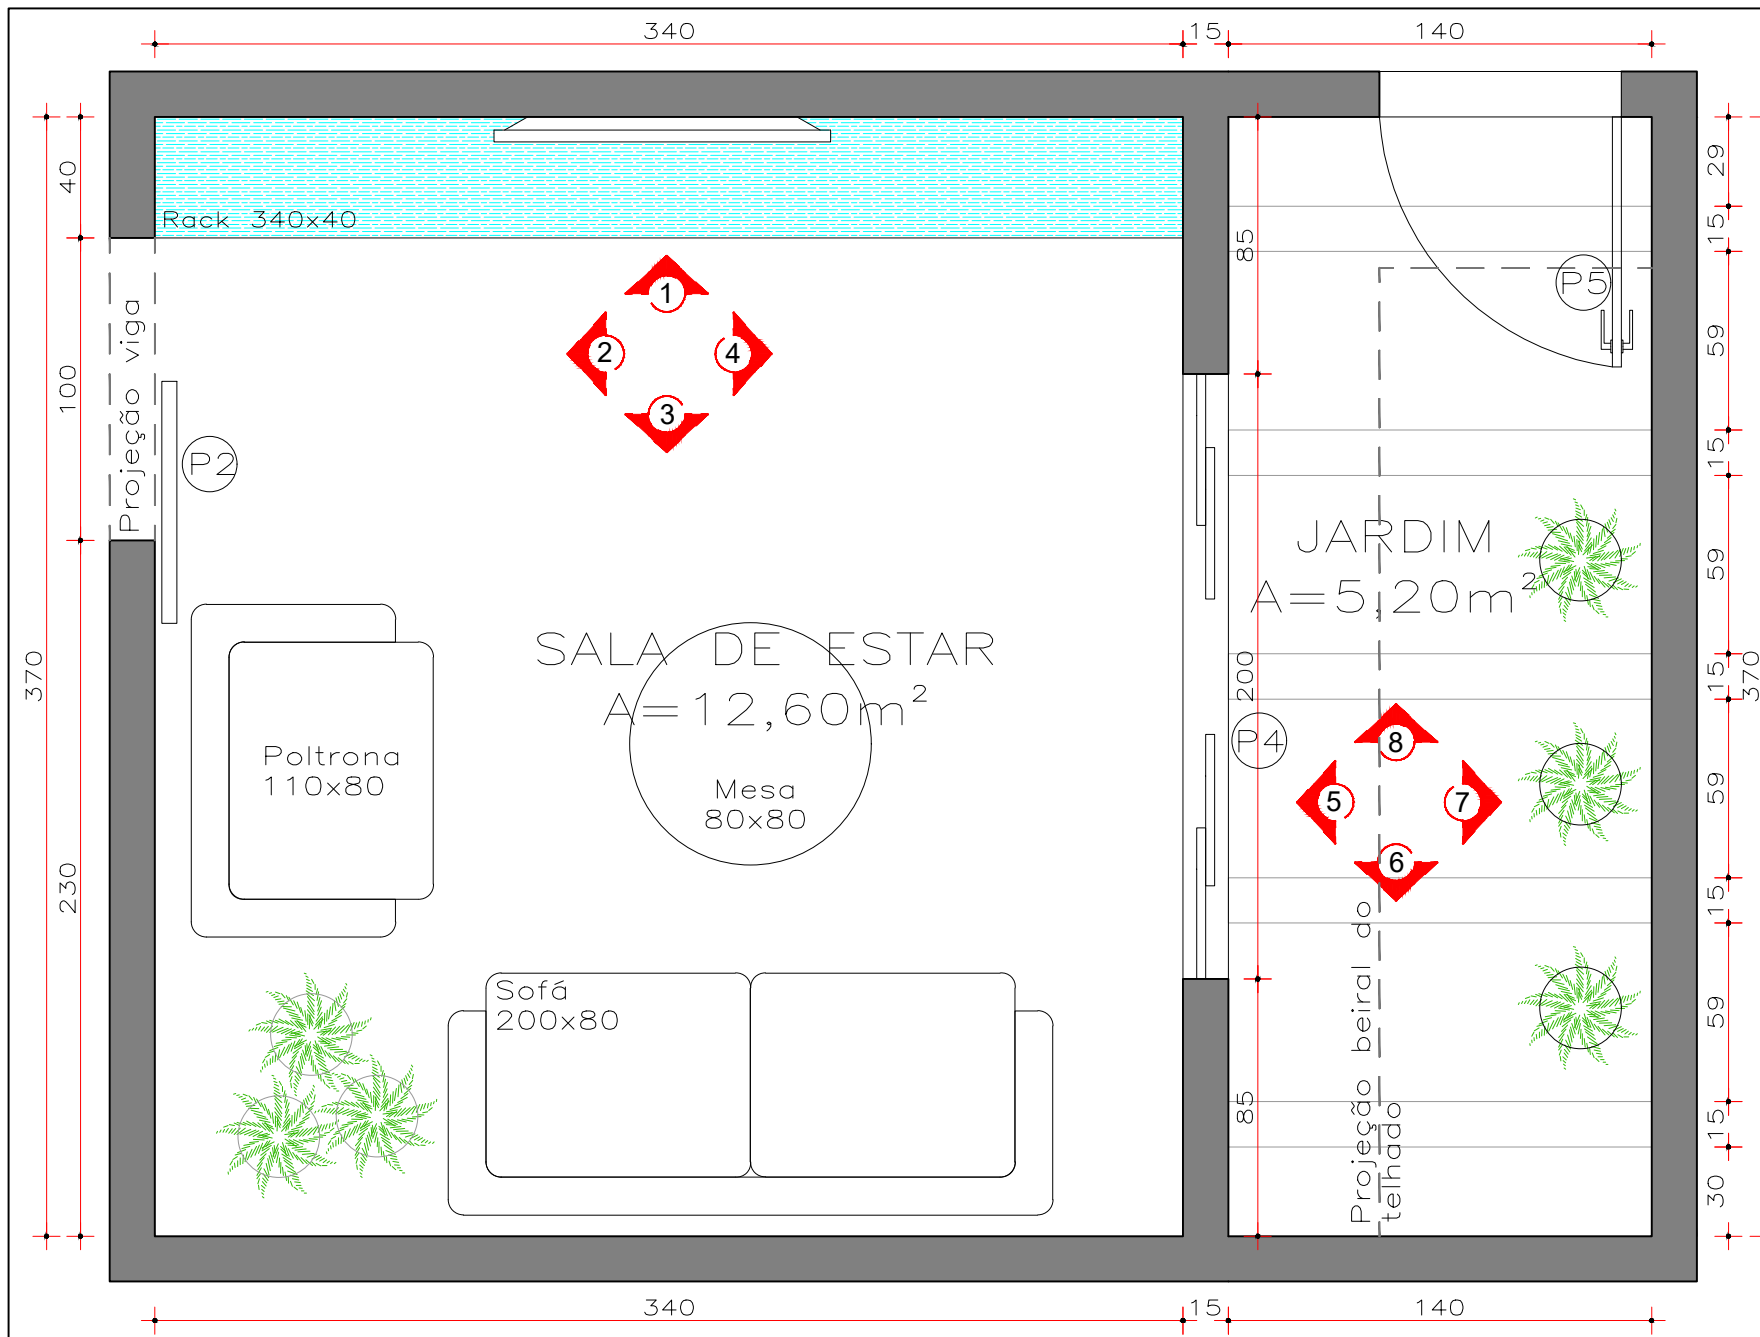 340
15
140
40
100
230
370
Rack 340x40
Projeção viga
P2
1
2
4
3
85
200
85
P5
P4
JARDIM
A=5,20m²
SALA DE ESTAR
A=12,60m²
Poltrona
110x80
Mesa
80x80
Sofá
200x80
8
5
7
6
Projeção beiral do
telhado
29
15
59
15
59
15
59
15
59
15
30
370
340
15
140